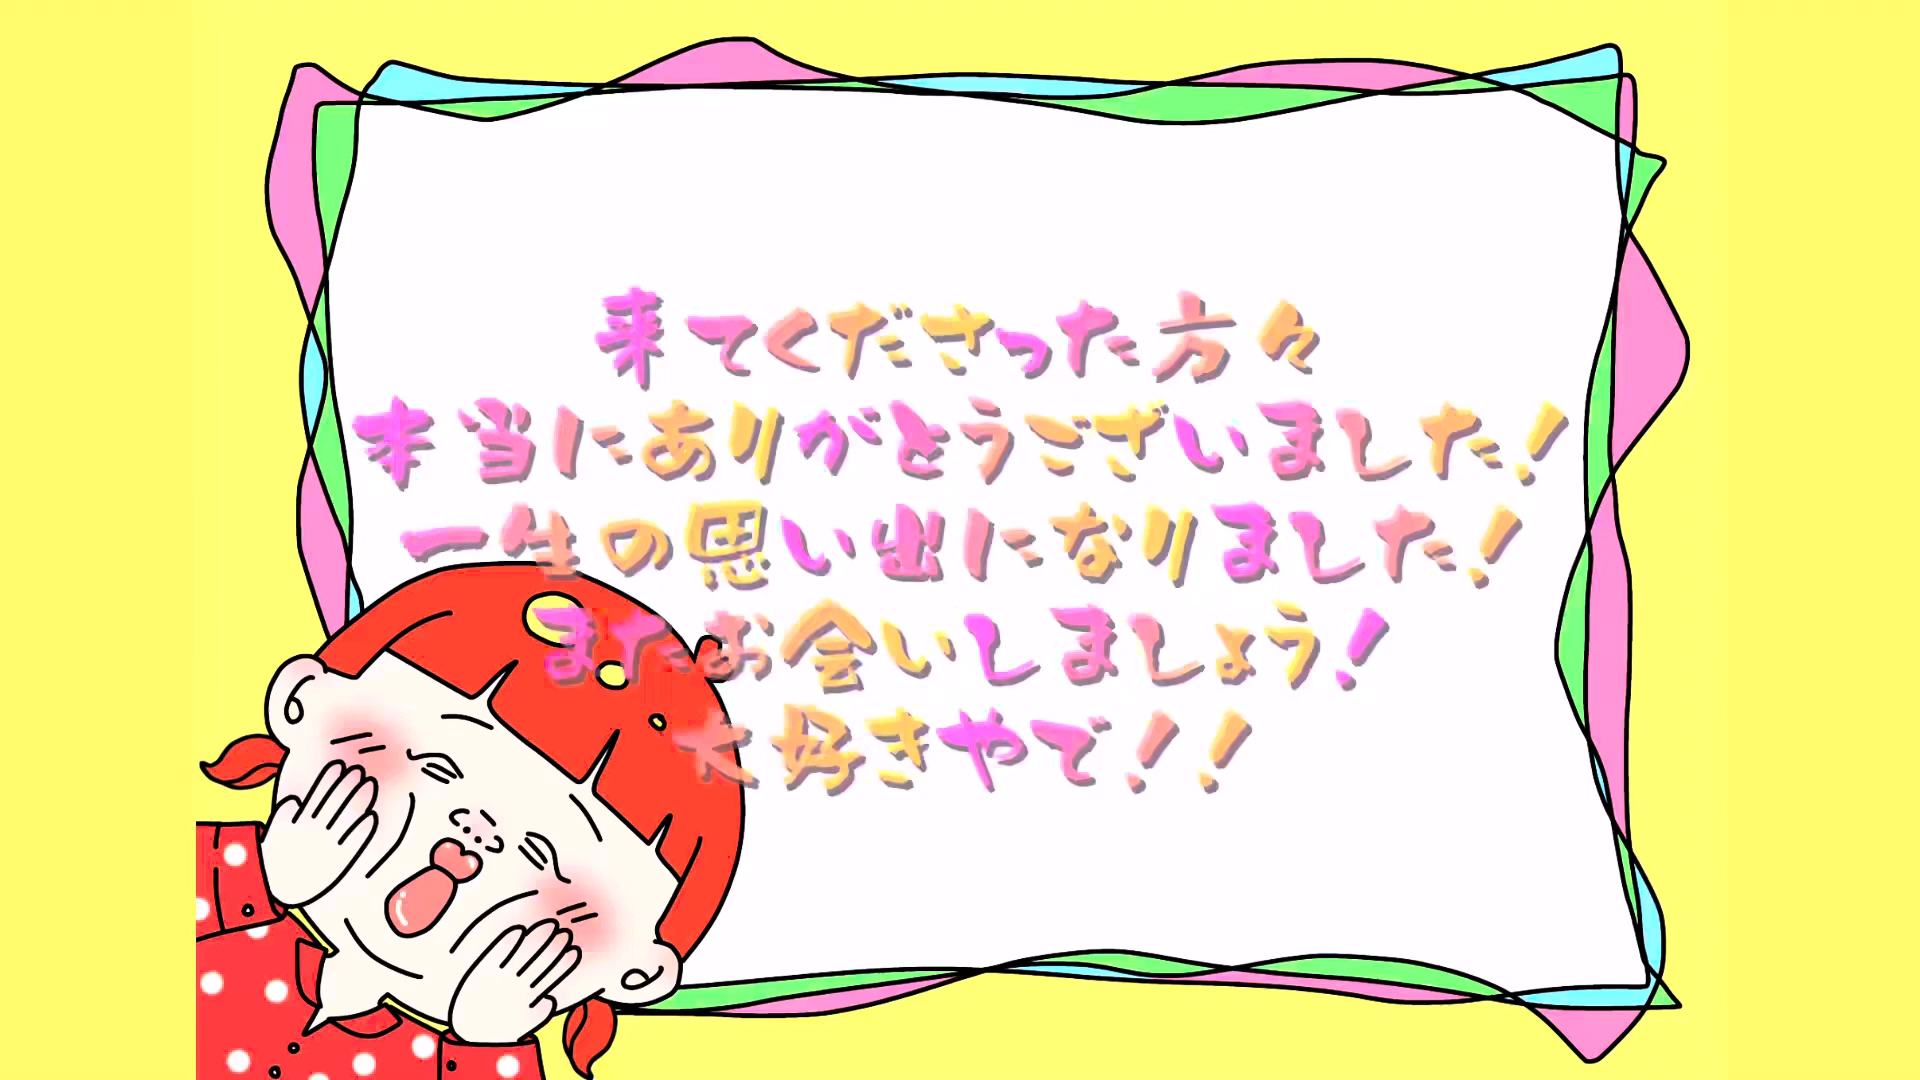 来てくださった方々
本当にありがとうございました！
一生の思い出になりました！
またお会いしましょう！
大好きやで！！